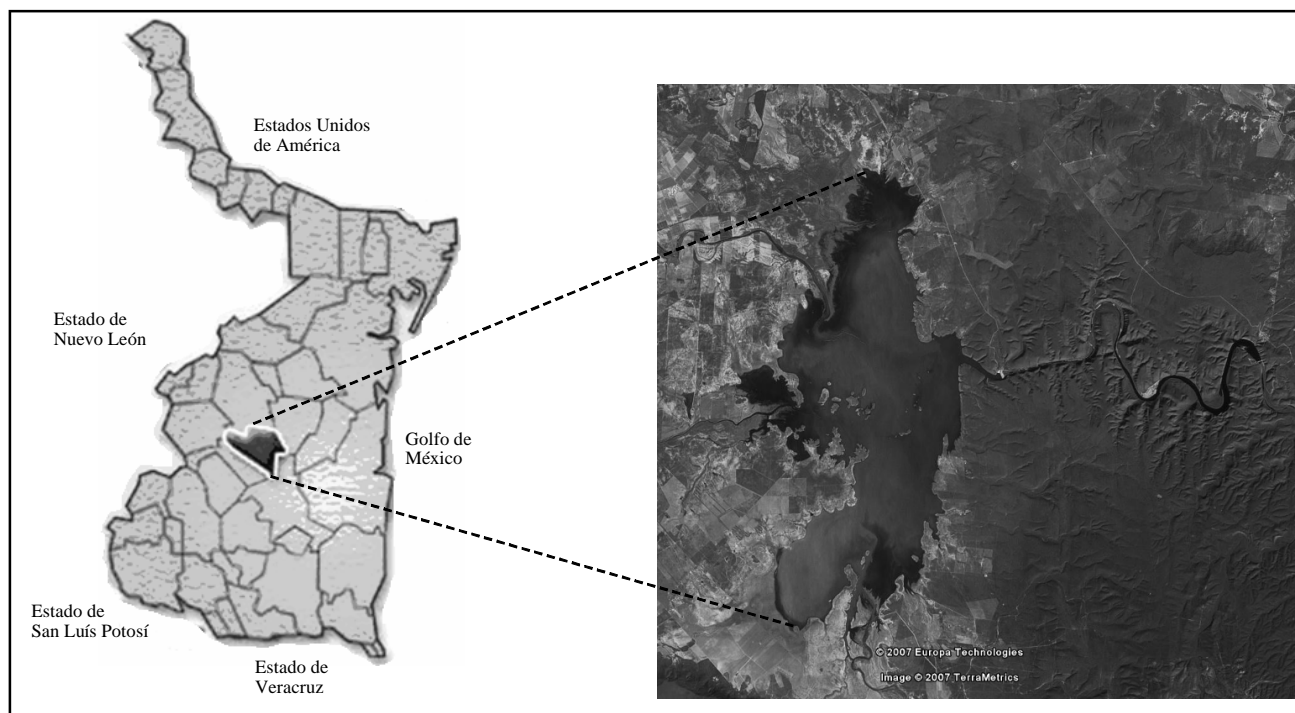 Estados Unidos
de América
Estado de
Nuevo León
Golfo de
México
Estado de
San Luís Potosí
Estado de
Veracruz
© 2007 Europa Technologies
Image © 2007 TerraMetrics